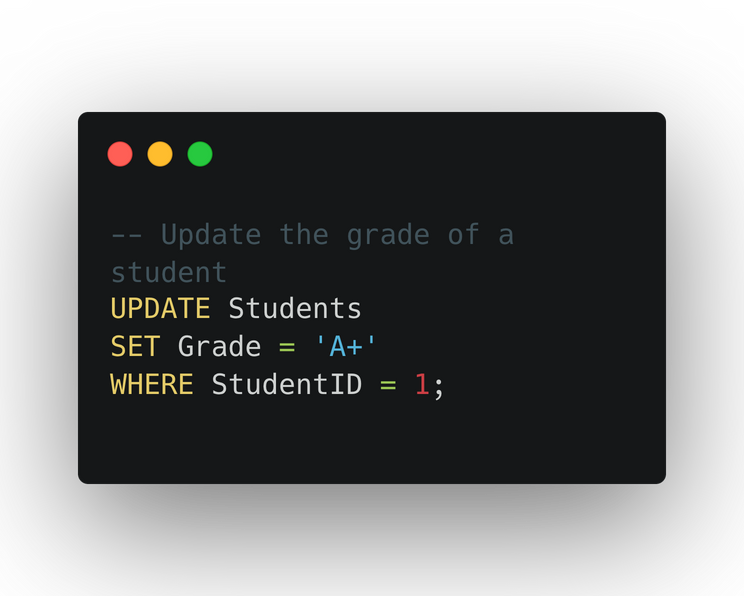 -- Update the grade of a
student
UPDATE Students
SET Grade = 'A+'
WHERE StudentID = 1;